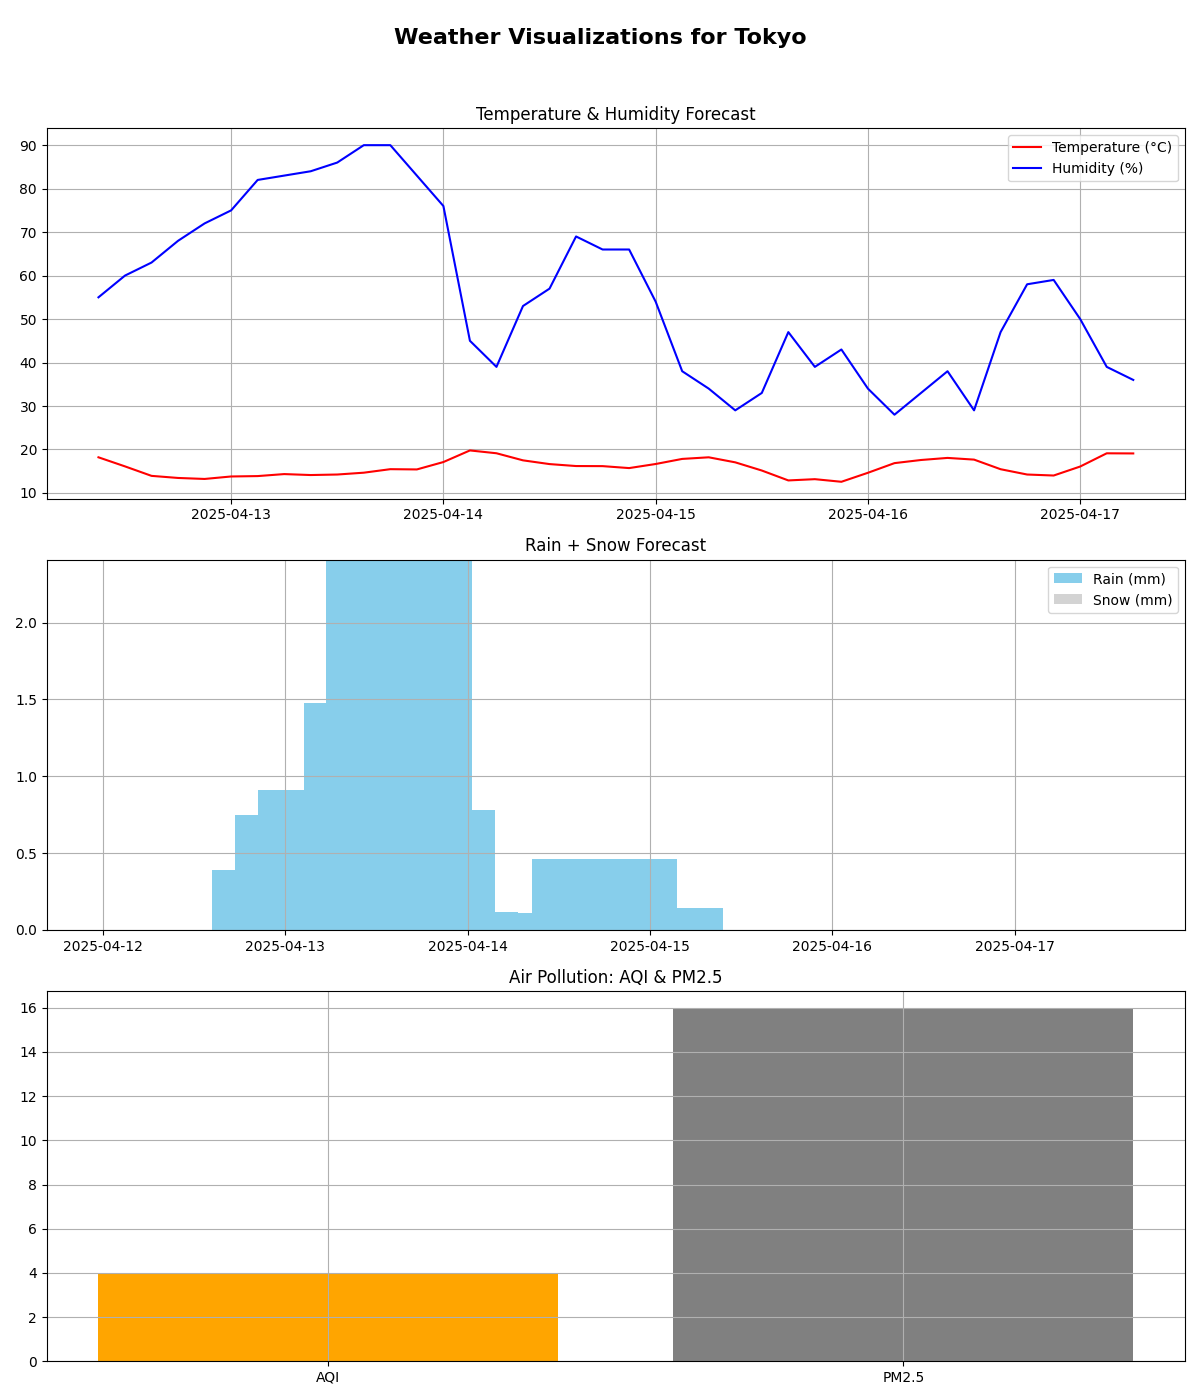 Weather Visualizations for Tokyo
Temperature & Humidity Forecast
90
80
70
60
50
40
30
20
10
Temperature (°C)
Humidity (%)
2025-04-13 2025-04-14 2025-04-15 2025-04-16 2025-04-17
Rain + Snow Forecast
2.0
1.5
1.0
0.5
0.0
Rain (mm)
Snow (mm)
2025-04-12 2025-04-13 2025-04-14 2025-04-15 2025-04-16 2025-04-17
Air Pollution: AQI & PM2.5
16
14
12
10
8
6
4
2
0
AQI PM2.5